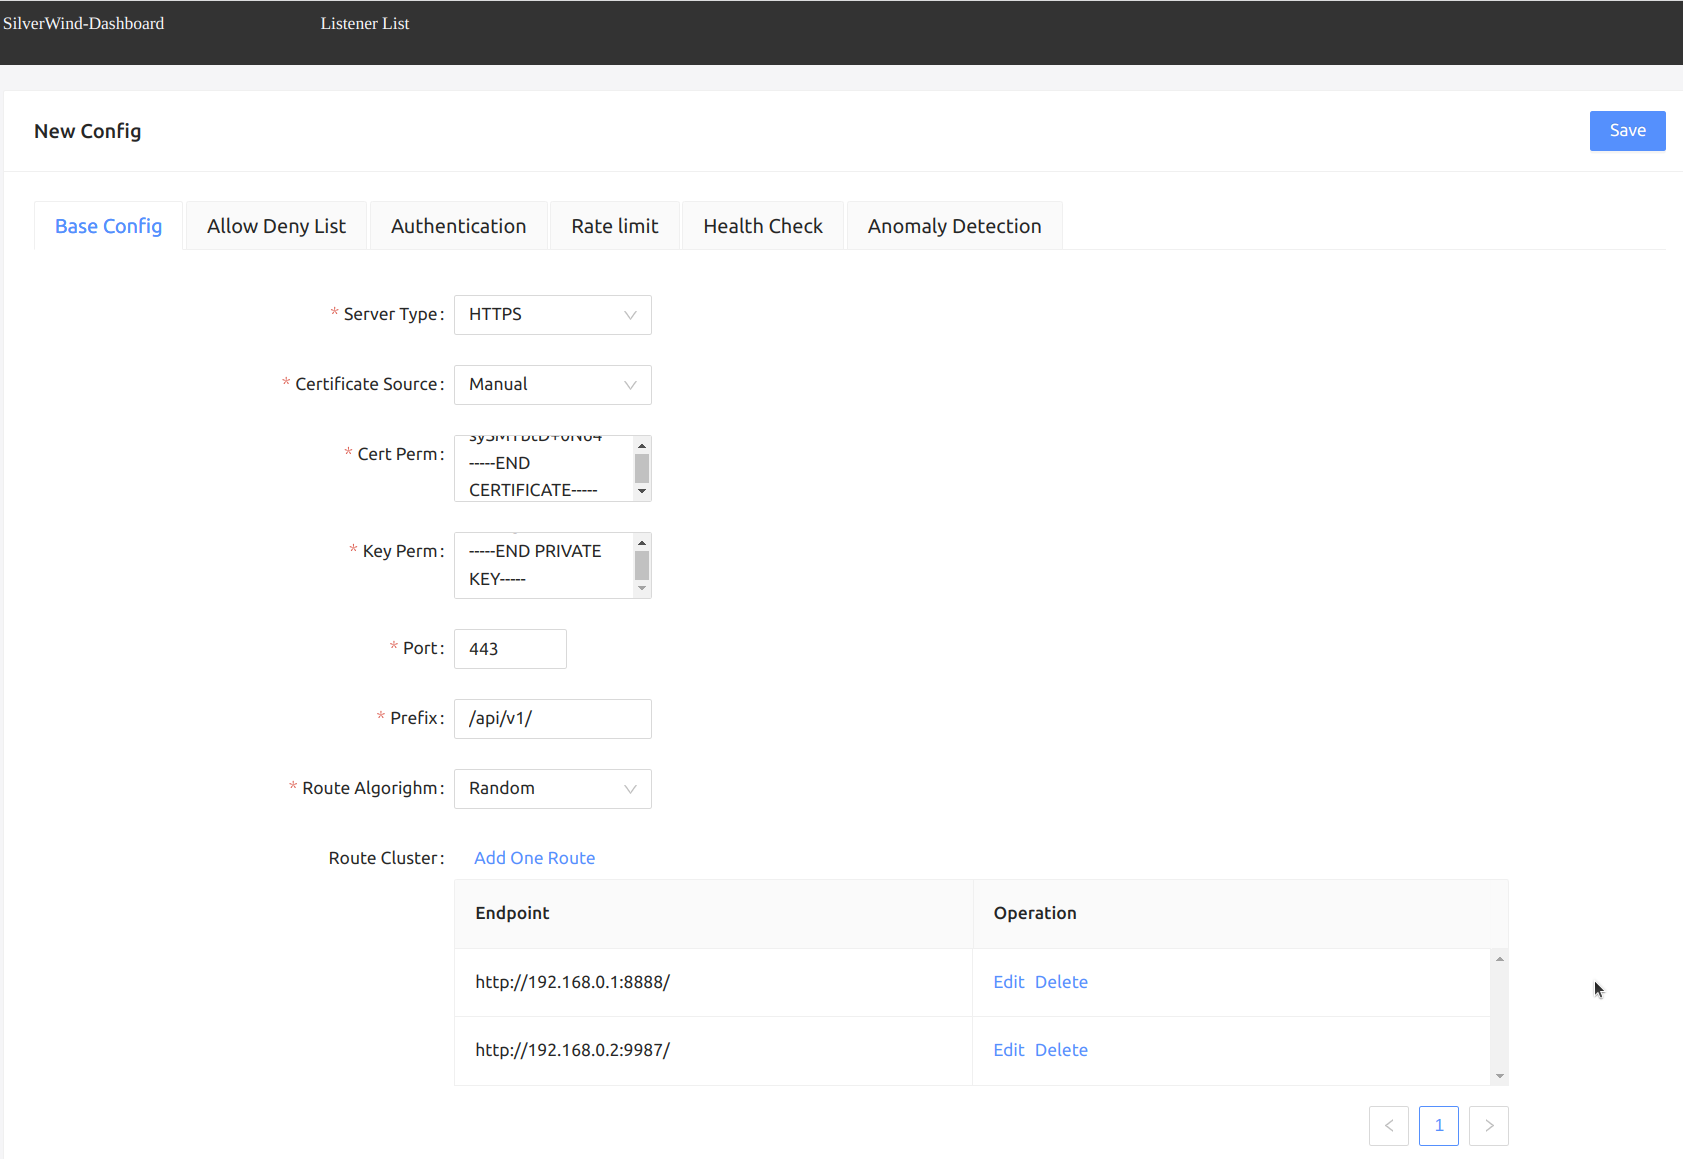 SilverWind-Dashboard Listener List
New Config Save
Base Config Allow Deny List Authentication Rate limit Health Check Anomaly Detection
* Server Type: HTTPS
* Certificate Source: Manual
* Cert Perm:
-----END
CERTIFICATE-----
* Key Perm: -----END PRIVATE
KEY-----
* Port: 443
* Prefix: /api/v1/
* Route Algorighm: Random
Route Cluster: Add One Route
Endpoint Operation
http://192.168.0.1:8888/ Edit Delete
http://192.168.0.2:9987/ Edit Delete
< 1 >